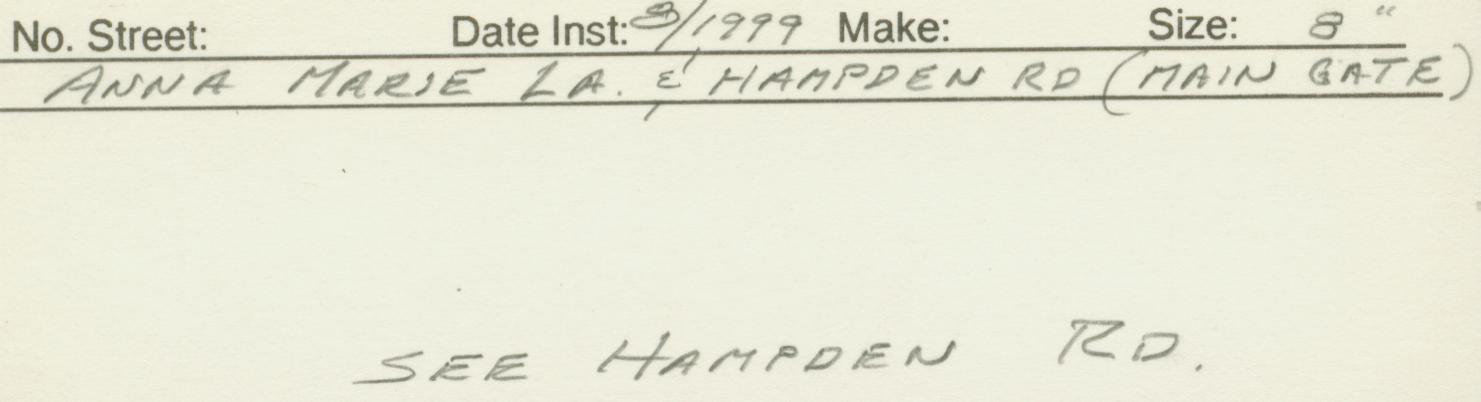 No. Street: Date Inst: 8/1999 Make: Size: 8"
ANNA MARIE LA. & HAMPDEN RD (MAIN GATE)
SEE HAMPDEN RD.